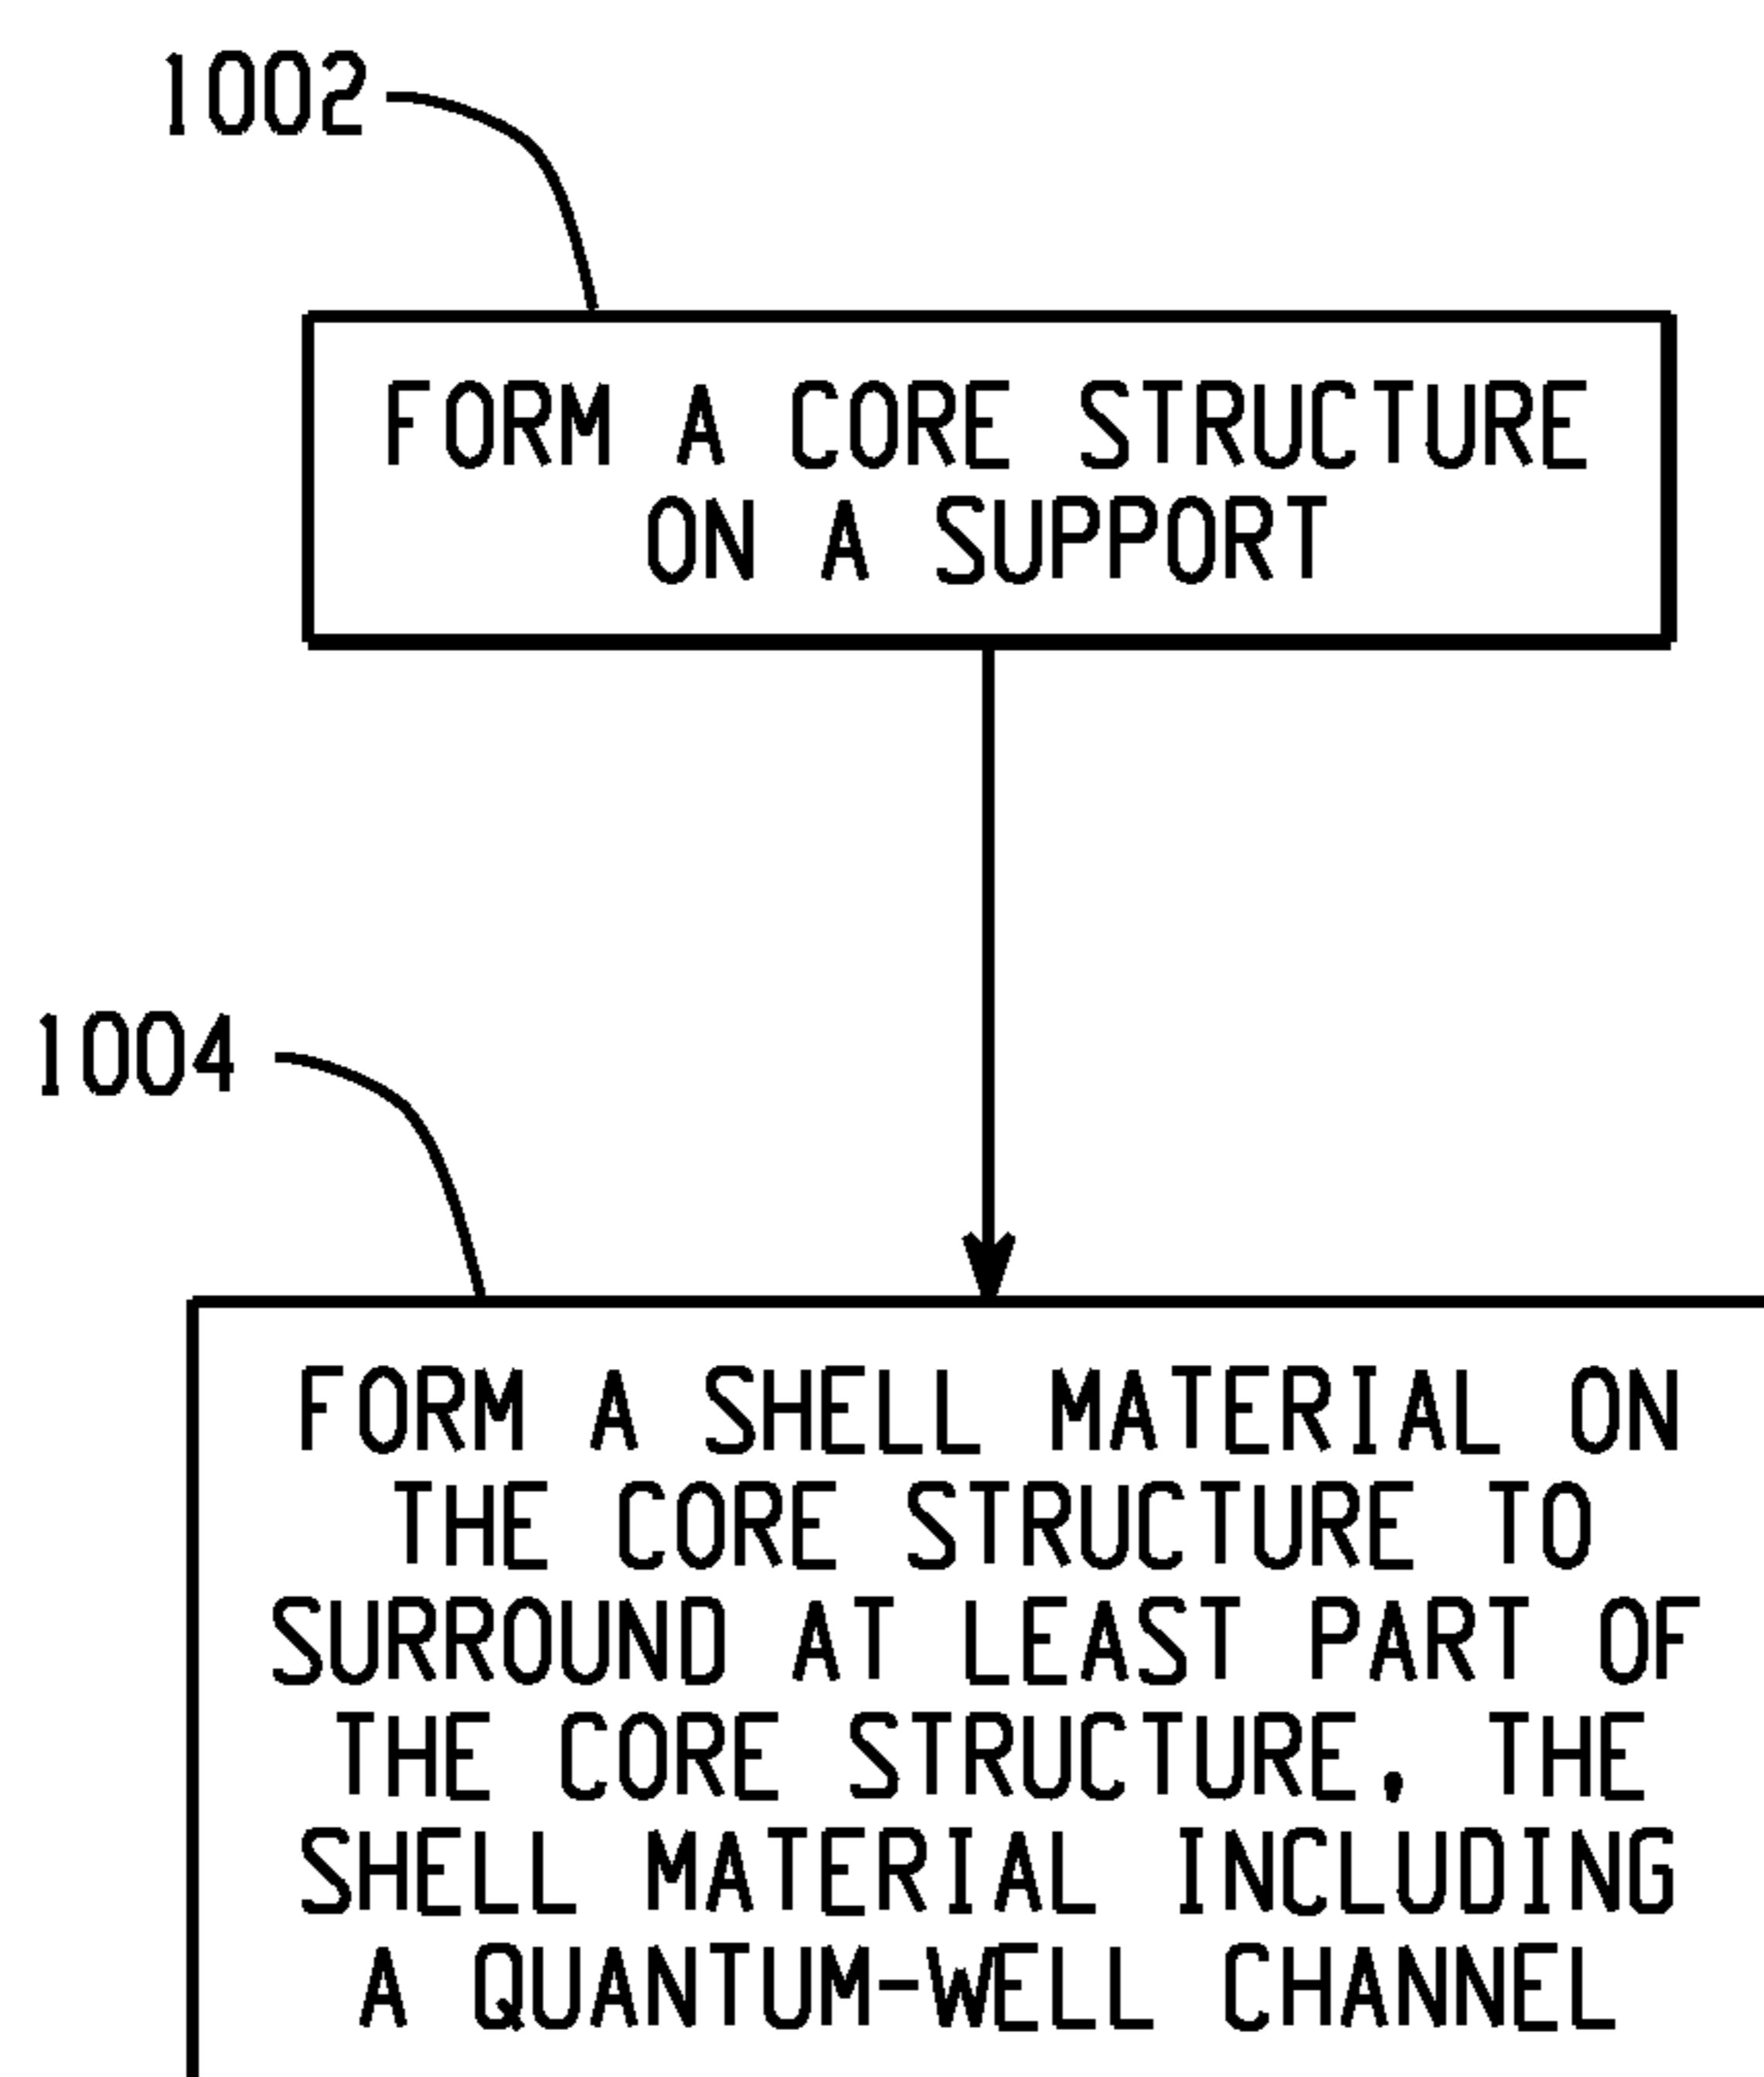 1002
FORM A CORE STRUCTURE
ON A SUPPORT
1004
FORM A SHELL MATERIAL ON
THE CORE STRUCTURE TO
SURROUND AT LEAST PART OF
THE CORE STRUCTURE, THE
SHELL MATERIAL INCLUDING
A QUANTUM-WELL CHANNEL